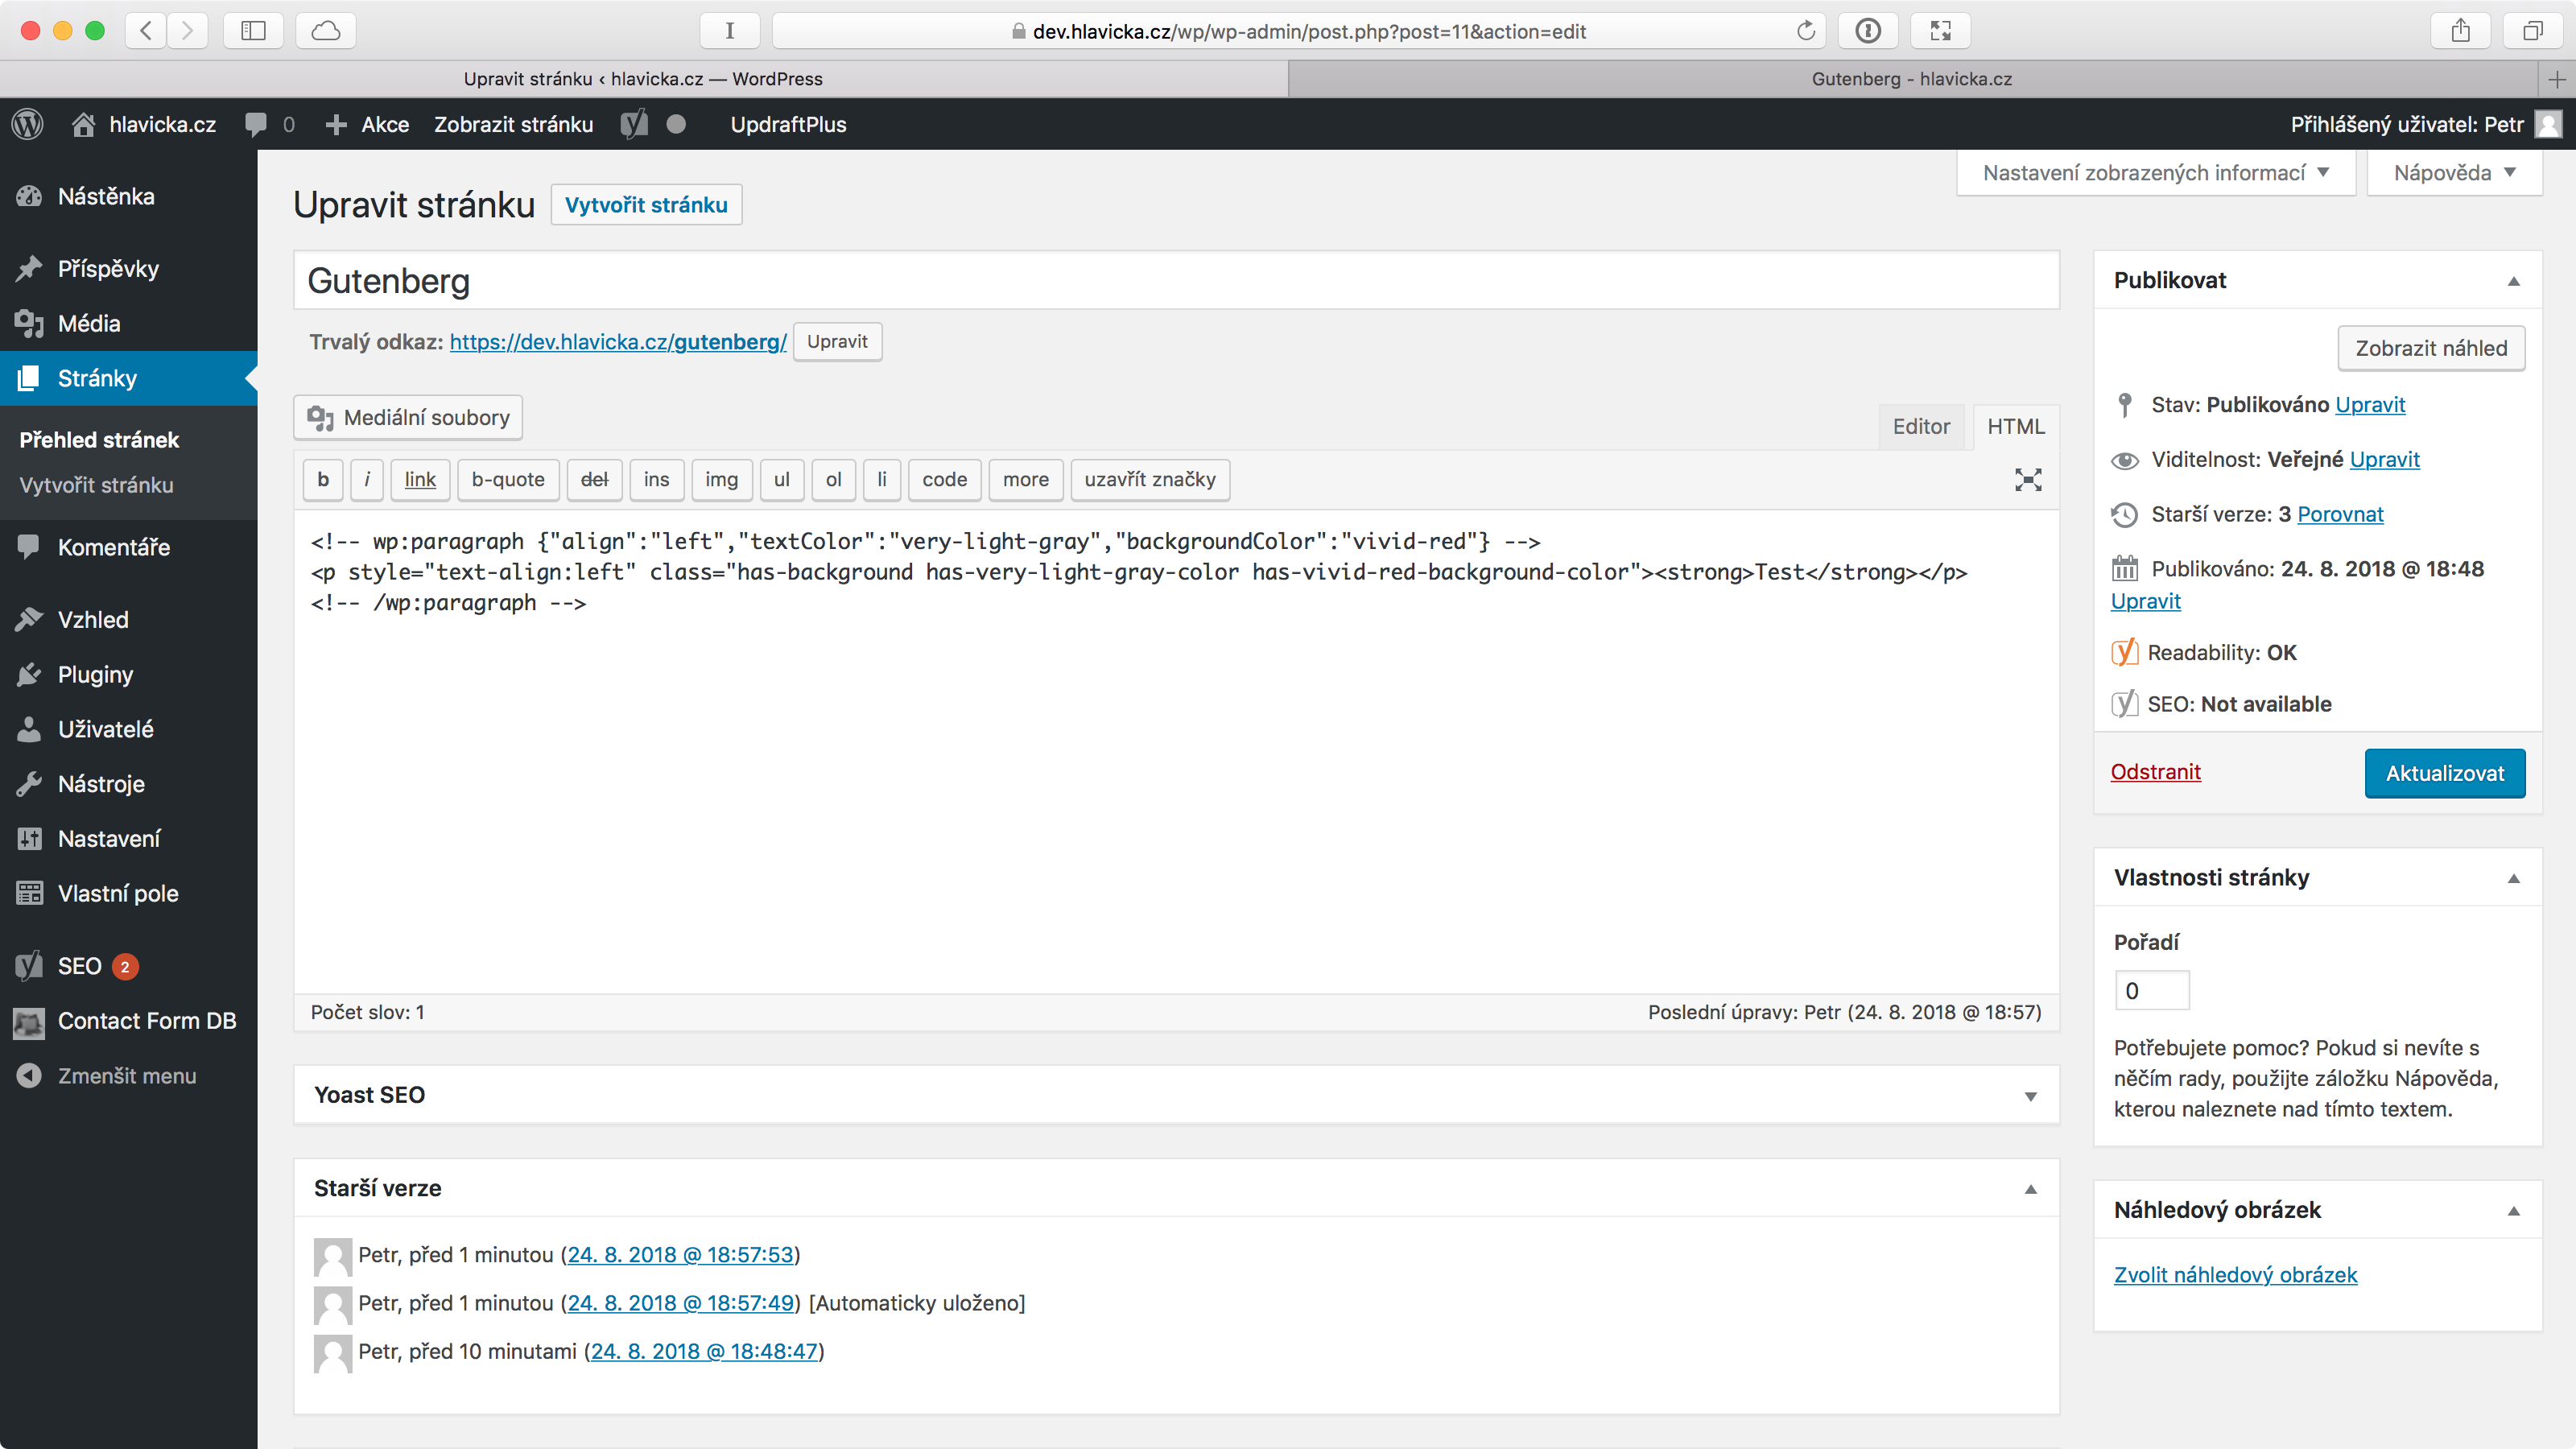 dev.hlavicka.cz/wp/wp-admin/post.php?post=11&action=edit
Upravit stránku ‹ hlavicka.cz — WordPress
Gutenberg - hlavicka.cz
hlavicka.cz
0
Akce
Zobrazit stránku
UpdraftPlus
Přihlášený uživatel: Petr
Nástěnka
Příspěvky
Média
Stránky
Přehled stránek
Vytvořit stránku
Komentáře
Vzhled
Pluginy
Uživatelé
Nástroje
Nastavení
Vlastní pole
SEO 2
Contact Form DB
Zmenšit menu
Nastavení zobrazených informací ▼
Nápověda ▼
Upravit stránku
Vytvořit stránku
Gutenberg
Trvalý odkaz: https://dev.hlavicka.cz/gutenberg/ Upravit
Mediální soubory
Editor
HTML
b i link b-quote del ins img ul ol li code more uzavřít značky
<!-- wp:paragraph {"align":"left","textColor":"very-light-gray","backgroundColor":"vivid-red"} -->
<p style="text-align:left" class="has-background has-very-light-gray-color has-vivid-red-background-color"><strong>Test</strong></p>
<!-- /wp:paragraph -->
Počet slov: 1
Poslední úpravy: Petr (24. 8. 2018 @ 18:57)
Yoast SEO
Starší verze
Petr, před 1 minutou (24. 8. 2018 @ 18:57:53)
Petr, před 1 minutou (24. 8. 2018 @ 18:57:49) [Automaticky uloženo]
Petr, před 10 minutami (24. 8. 2018 @ 18:48:47)
Publikovat
Zobrazit náhled
Stav: Publikováno Upravit
Viditelnost: Veřejné Upravit
Starší verze: 3 Porovnat
Publikováno: 24. 8. 2018 @ 18:48
Upravit
Readability: OK
SEO: Not available
Odstranit
Aktualizovat
Vlastnosti stránky
Pořadí
0
Potřebujete pomoc? Pokud si nevíte s
něčím rady, použijte záložku Nápověda,
kterou naleznete nad tímto textem.
Náhledový obrázek
Zvolit náhledový obrázek